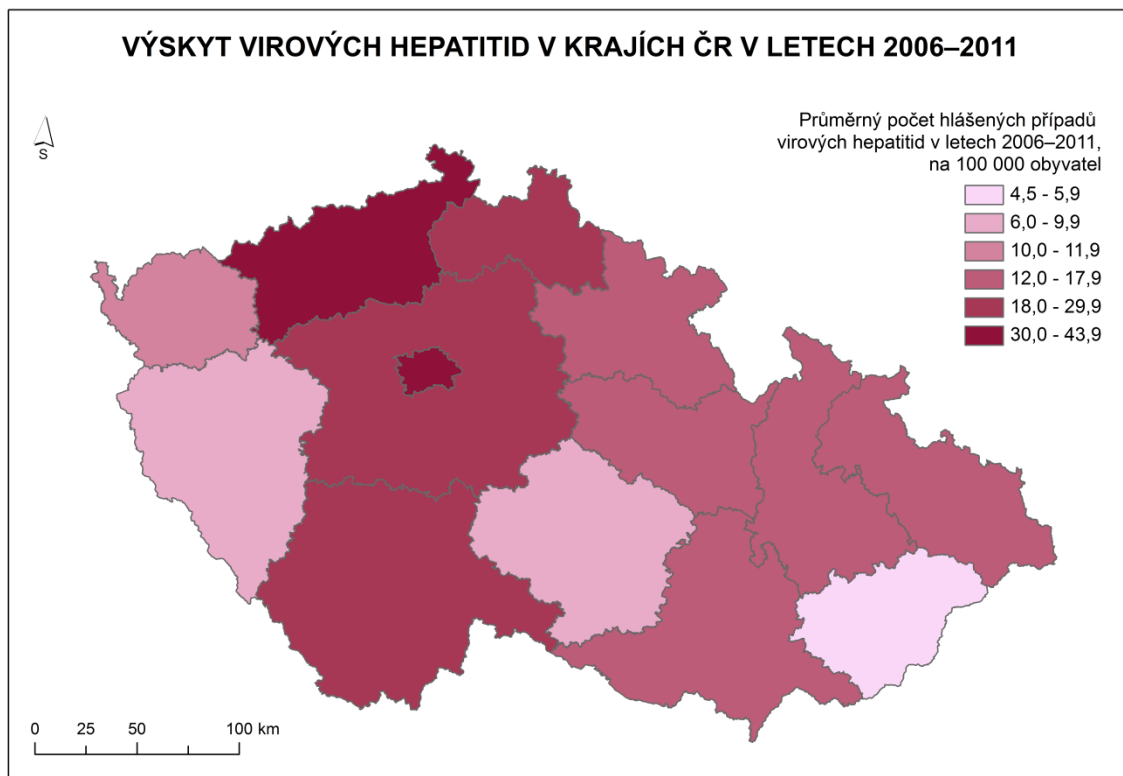 VÝSKYT VIROVÝCH HEPATITID V KRAJÍCH ČR V LETECH 2006–2011
S
Průměrný počet hlášených případů
virových hepatitid v letech 2006–2011,
na 100 000 obyvatel
4,5 - 5,9
6,0 - 9,9
10,0 - 11,9
12,0 - 17,9
18,0 - 29,9
30,0 - 43,9
0 25 50 100 km